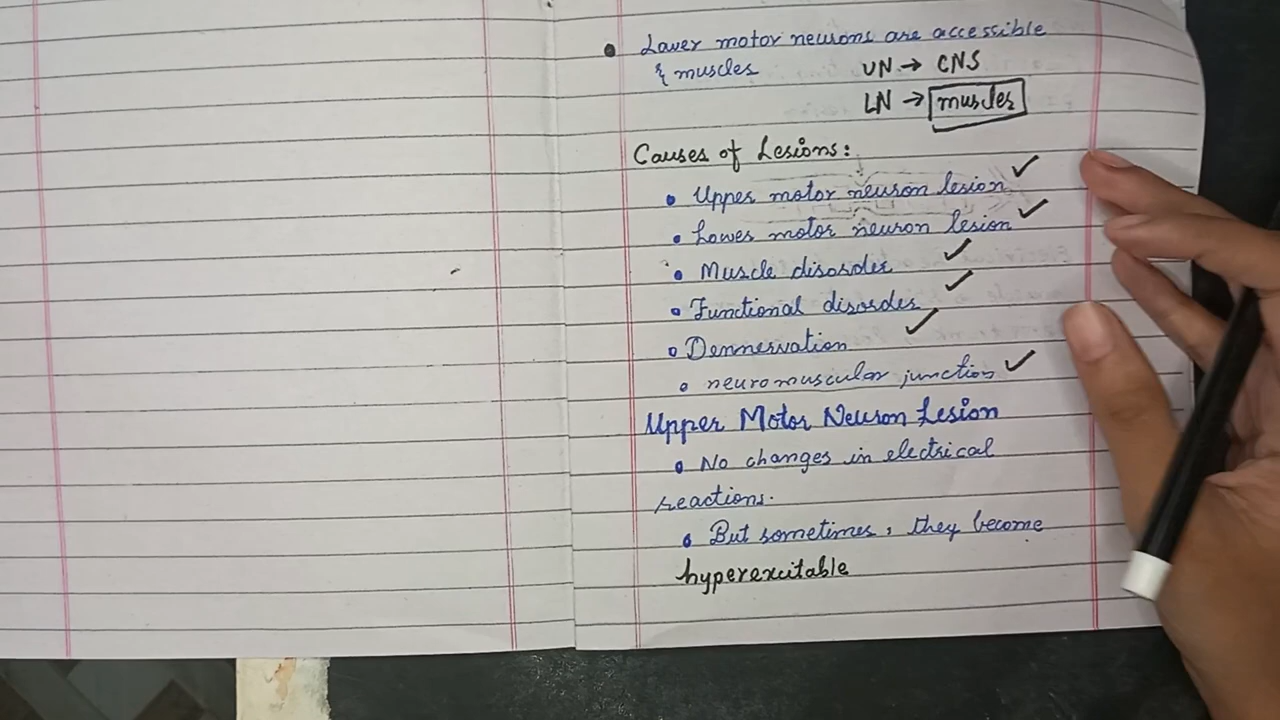 • Lower motor neurons are accessible
& muscles
UN → CNS
LN → muscles
Causes of Lesions:
• Upper motor neuron lesion ✓
• Lower motor neuron lesion ✓
• Muscle disorder ✓
• Functional disorder ✓
• Dennervation ✓
• neuromuscular junction ✓
Upper Motor Neuron Lesion
• No changes in electrical
reactions.
• But sometimes, they become
hyperexcitable